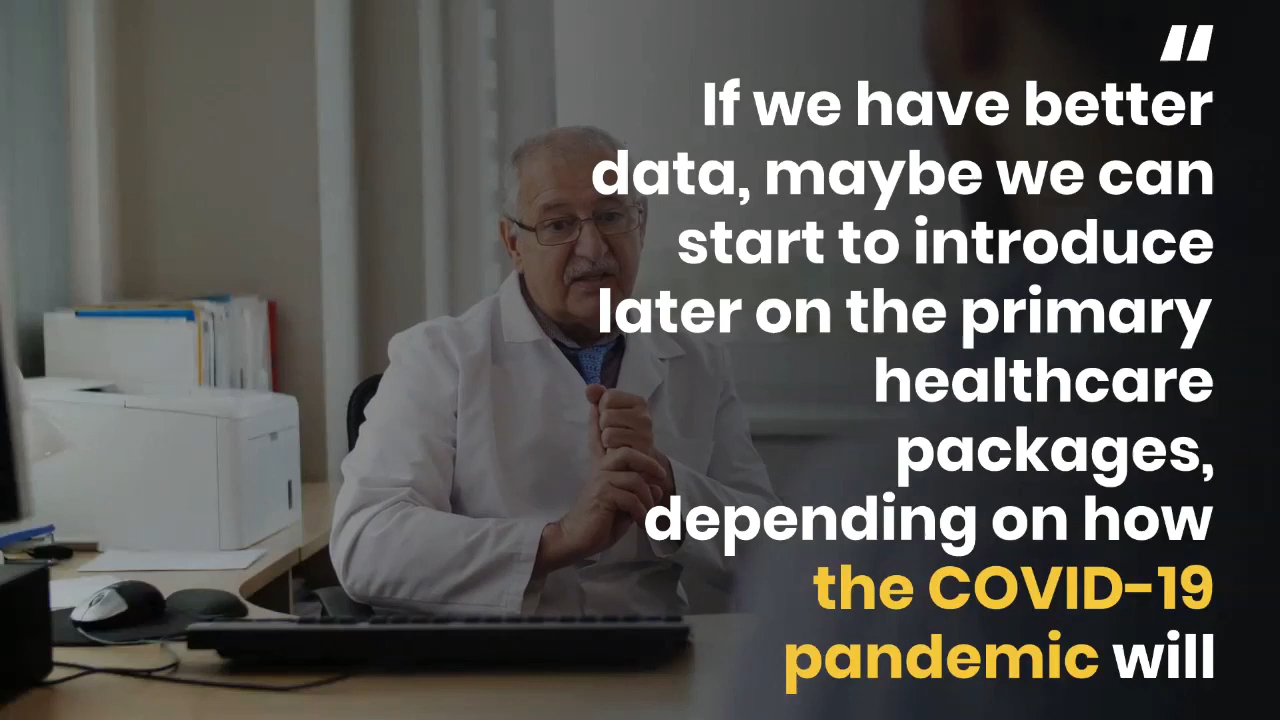 “
If we have better
data, maybe we can
start to introduce
later on the primary
healthcare
packages,
depending on how
the COVID-19
pandemic will